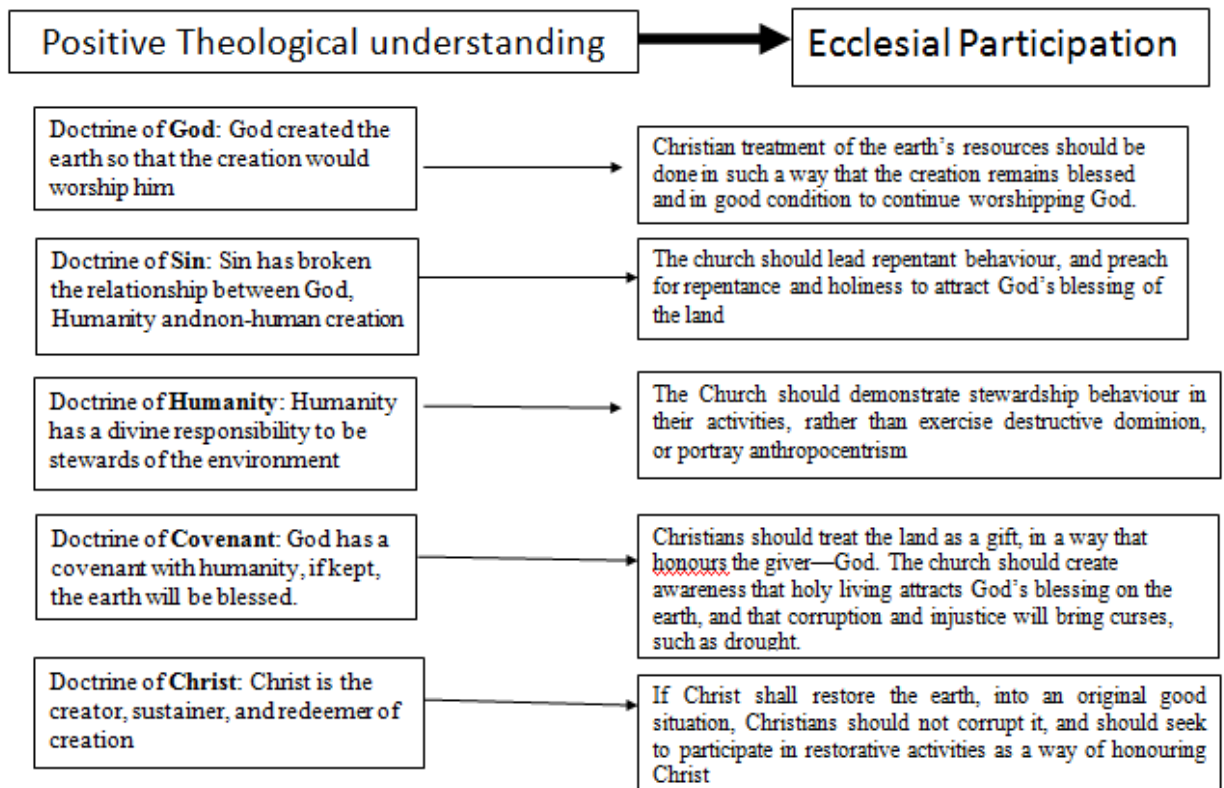 Positive Theological understanding
Ecclesial Participation
Doctrine of God: God created the
earth so that the creation would
worship him
Christian treatment of the earth's resources should be
done in such a way that the creation remains blessed
and in good condition to continue worshipping God.
Doctrine of Sin: Sin has broken
the relationship between God,
Humanity andnon-human creation
The church should lead repentant behaviour, and preach
for repentance and holiness to attract God's blessing of
the land
Doctrine of Humanity: Humanity
has a divine responsibility to be
stewards of the environment
The Church should demonstrate stewardship behaviour in
their activities, rather than exercise destructive dominion,
or portray anthropocentrism
Doctrine of Covenant: God has a
covenant with humanity, if kept,
the earth will be blessed.
Christians should treat the land as a gift, in a way that
honours the giver—God. The church should create
awareness that holy living attracts God's blessing on the
earth, and that corruption and injustice will bring curses,
such as drought.
Doctrine of Christ: Christ is the
creator, sustainer, and redeemer of
creation
If Christ shall restore the earth, into an original good
situation, Christians should not corrupt it, and should seek
to participate in restorative activities as a way of honouring
Christ